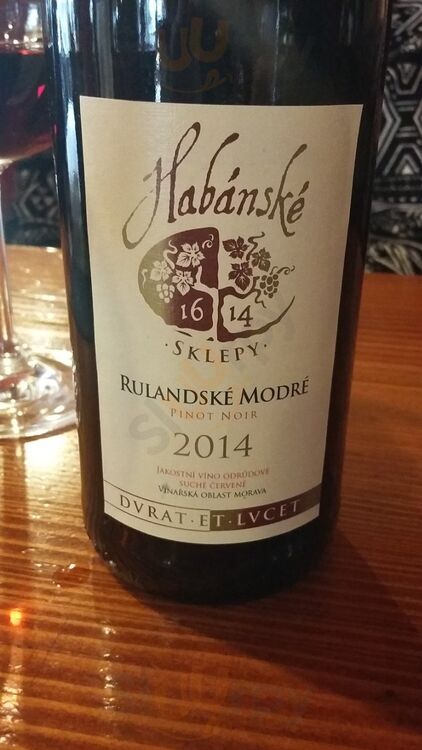 Habánské
16 14
· SKLEPY ·
RULANDSKÉ MODRÉ
PINOT NOIR
2014
JAKOSTNÍ VÍNO ODRŮDOVÉ
SUCHÉ ČERVENÉ
VINAŘSKÁ OBLAST MORAVA
DVRAT · ET · LVCET